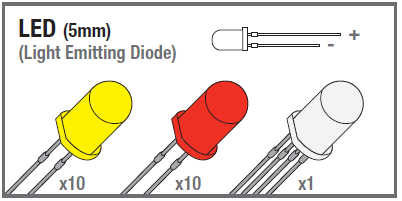 LED (5mm)
(Light Emitting Diode)
+
-
x10
x10
x1